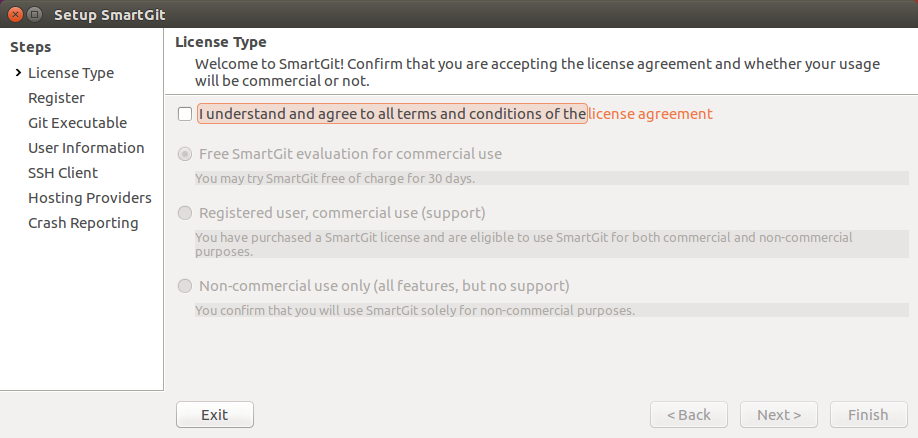 Setup SmartGit
Steps
License Type
Register
Git Executable
User Information
SSH Client
Hosting Providers
Crash Reporting
License Type
Welcome to SmartGit! Confirm that you are accepting the license agreement and whether your usage
will be commercial or not.
I understand and agree to all terms and conditions of the license agreement
Free SmartGit evaluation for commercial use
You may try SmartGit free of charge for 30 days.
Registered user, commercial use (support)
You have purchased a SmartGit license and are eligible to use SmartGit for both commercial and non-commercial
purposes.
Non-commercial use only (all features, but no support)
You confirm that you will use SmartGit solely for non-commercial purposes.
Exit
< Back
Next >
Finish